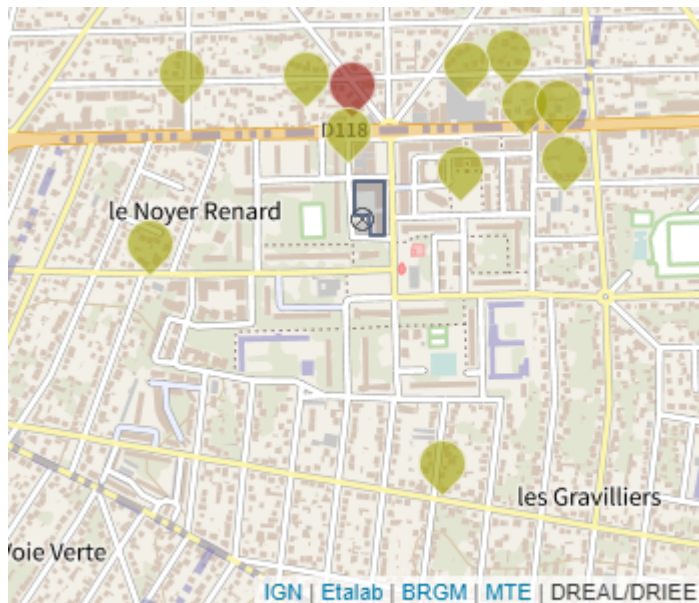 D118
le Noyer Renard
les Gravilliers
Voie Verte
IGN | Etalab | BRGM | MTE | DREAL/DRIEE